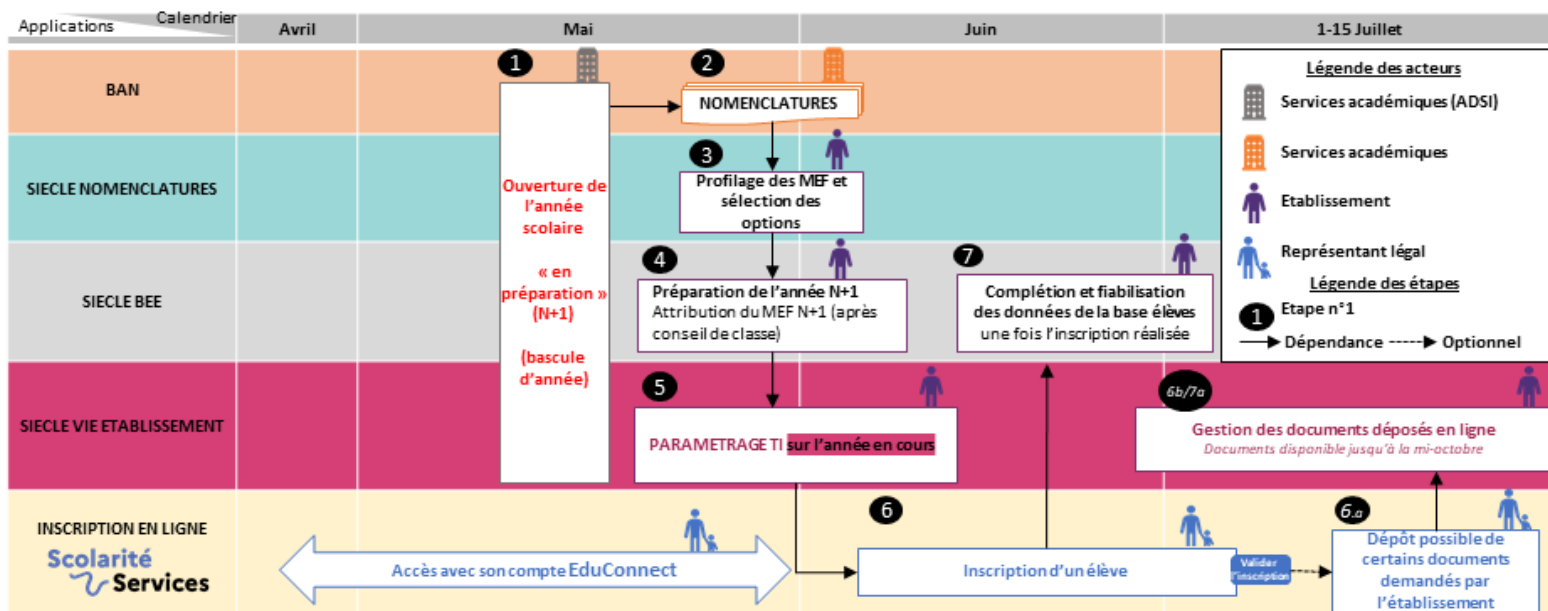 Calendrier
Applications
Avril
Mai
Juin
1-15 Juillet
BAN
1
2
NOMENCLATURES
SIECLE NOMENCLATURES
Ouverture de
l'année
scolaire
« en
préparation »
(N+1)
(bascule
d'année)
3
Profilage des MEF et
sélection des
options
SIECLE BEE
4
Préparation de l'année N+1
Attribution du MEF N+1 (après
conseil de classe)
7
Complétion et fiabilisation
des données de la base élèves
une fois l'inscription réalisée
Légende des acteurs
Services académiques (ADSI)
Services académiques
Etablissement
Représentant légal
Légende des étapes
1 Etape n°1
Dépendance
Optionnel
SIECLE VIE ETABLISSEMENT
5
PARAMETRAGE TI sur l'année en cours
6b/7a
Gestion des documents déposés en ligne
Documents disponible jusqu'à la mi-octobre
INSCRIPTION EN LIGNE
Scolarité
Services
Accès avec son compte EduConnect
6
Inscription d'un élève
Valider
l'inscription
6.a
Dépôt possible de
certains documents
demandés par
l'établissement